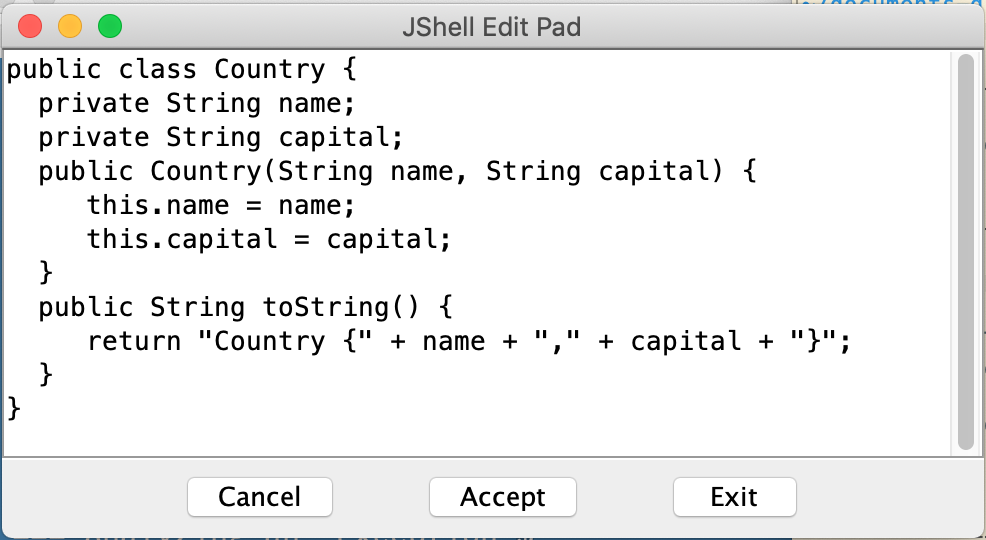 ~/documents
JShell Edit Pad
public class Country {
  private String name;
  private String capital;
  public Country(String name, String capital) {
     this.name = name;
     this.capital = capital;
  }
  public String toString() {
     return "Country {" + name + "," + capital + "}";
  }
}
Cancel Accept Exit